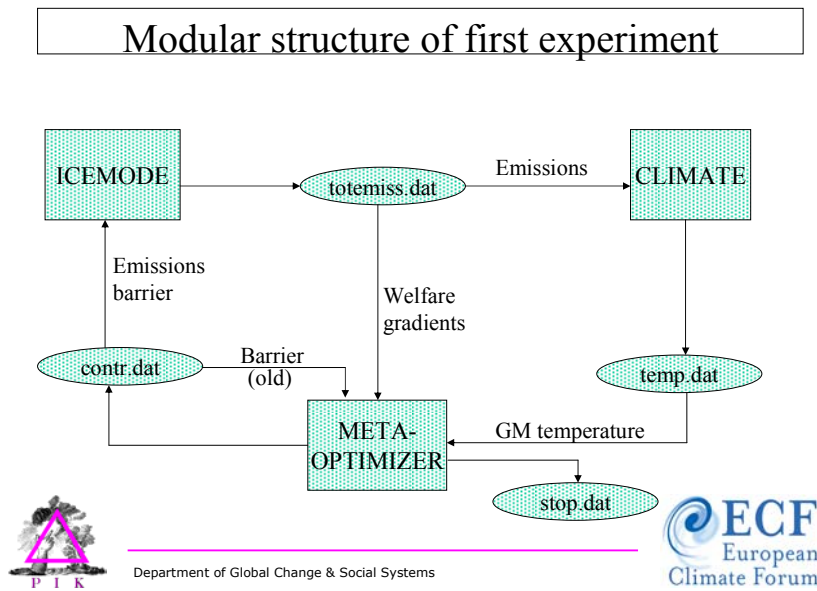 Modular structure of first experiment
ICEMODE
totemiss.dat
Emissions
CLIMATE
Emissions
barrier
Welfare
gradients
contr.dat
Barrier
(old)
temp.dat
META-
OPTIMIZER
GM temperature
stop.dat
P I K
Department of Global Change & Social Systems
ECF
European
Climate Forum